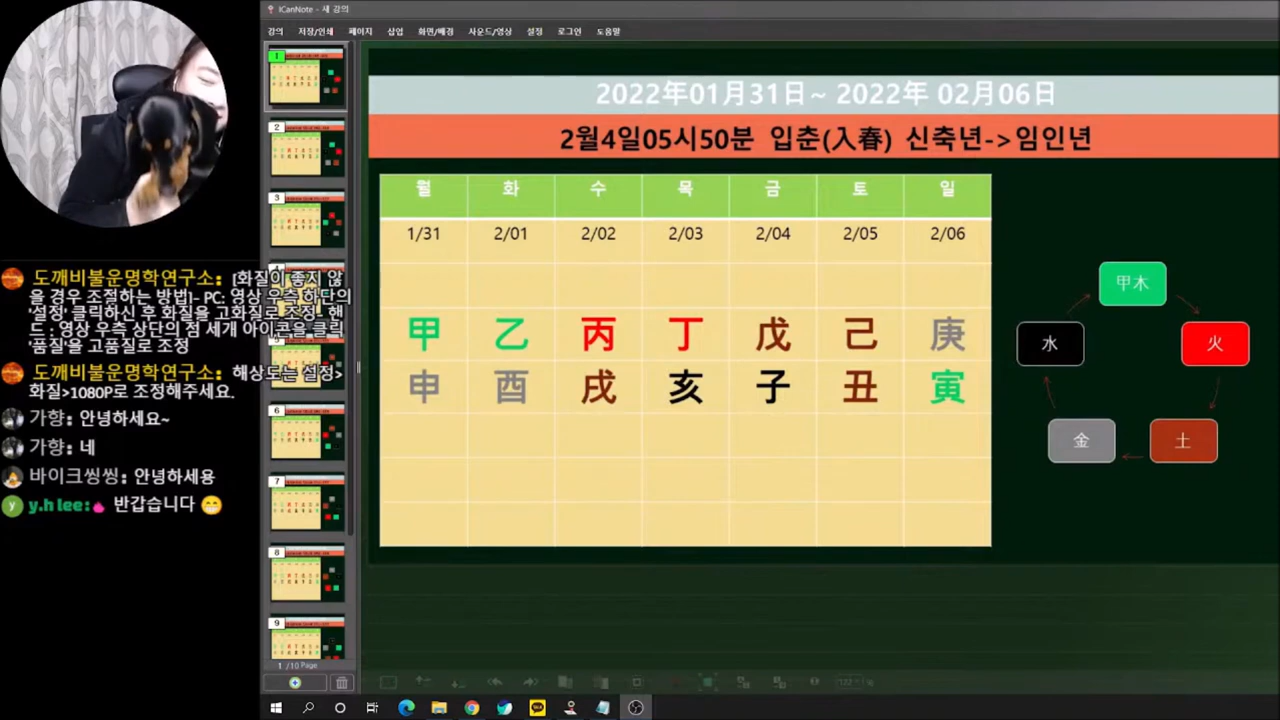 ICanNote - 새 강의
강의 저장/인쇄 페이지 삽입 화면/배경 사운드/영상 설정 로그인 도움말
2022年01月31日~ 2022年 02月06日
2월4일05시50분 입춘(入春) 신축년->임인년
월 화 수 목 금 토 일
1/31 2/01 2/02 2/03 2/04 2/05 2/06
甲 乙 丙 丁 戊 己 庚
申 酉 戌 亥 子 丑 寅
甲木
水 火
金 土
도깨비불운명학연구소: [화질이 좋지 않
을 경우 조절하는 방법]- PC: 영상 우측 하단의
'설정' 클릭하신 후 화질을 고화질로 조정 - 핸
드 : 영상 우측 상단의 점 세개 아이콘을 클릭
'품질'을 고품질로 조정
도깨비불운명학연구소: 해상도는 설정>
화질>1080P로 조정해주세요.
가향: 안녕하세요~
가향: 네
바이크씽씽: 안녕하세용
y y.h lee: 반갑습니다
1
2
3
6
7
8
9
1 /10 Page